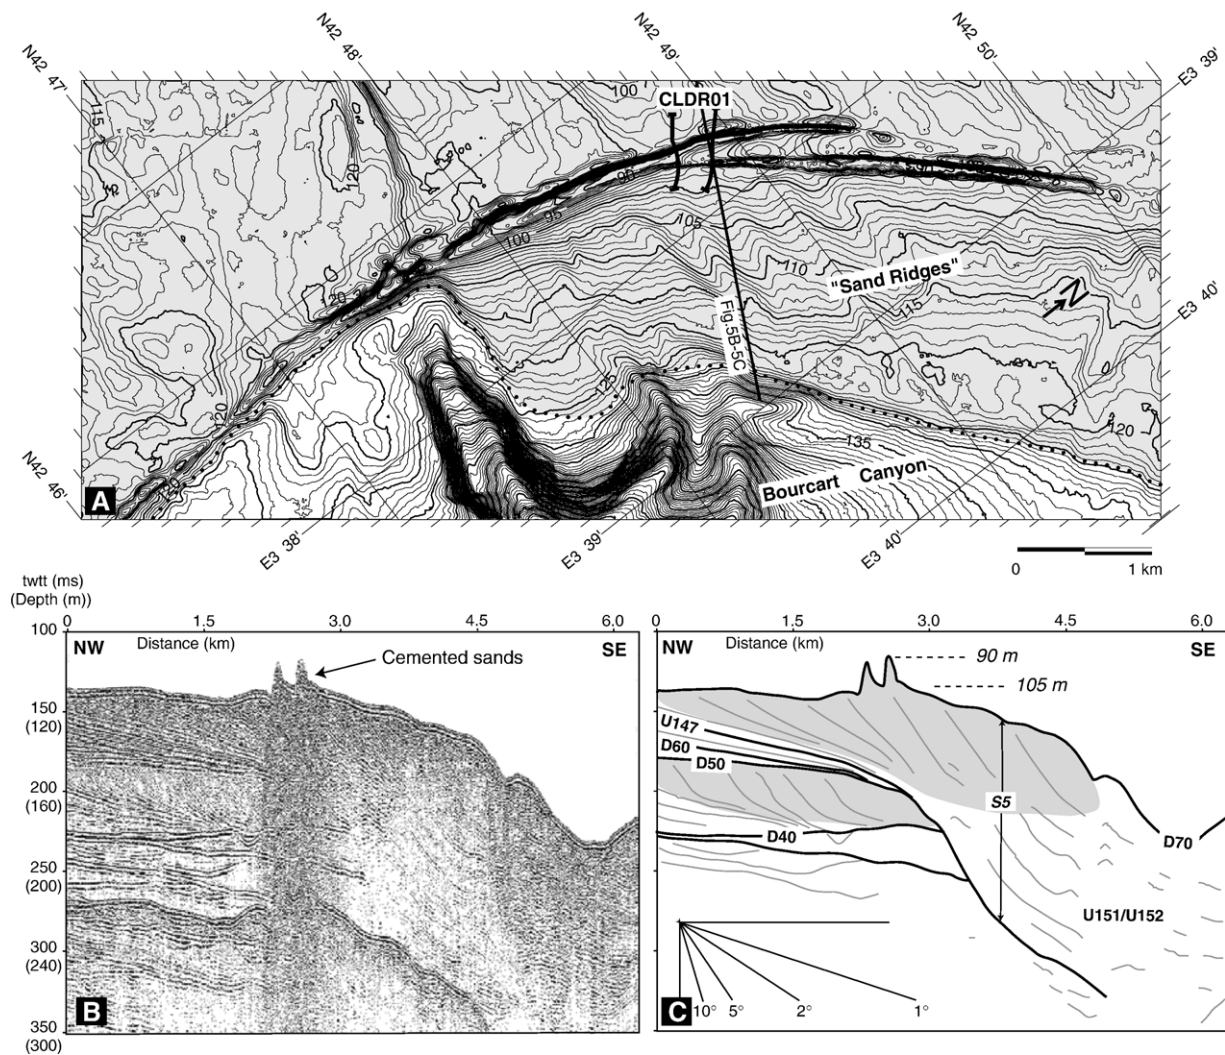 N42 47'
N42 48'
N42 49'
N42 50'
E3 39'
115
120
100
CLDR01
90
95
95
100
105
110
"Sand Ridges"
115
N
E3 40'
Fig.5B-5C
125
120
120
135
120
Bourcart Canyon
N42 46'
A
E3 38'
E3 39'
E3 40'
0 1 km
twtt (ms)
(Depth (m))
0 1.5 3.0 4.5 6.0
100
NW Distance (km) SE
Cemented sands
150
(120)
200
(160)
250
(200)
300
(240)
350
(300)
B
0 1.5 3.0 4.5 6.0
NW Distance (km) SE
90 m
105 m
U147
D60
D50
S5
D40
D70
U151/U152
10° 5° 2° 1°
C